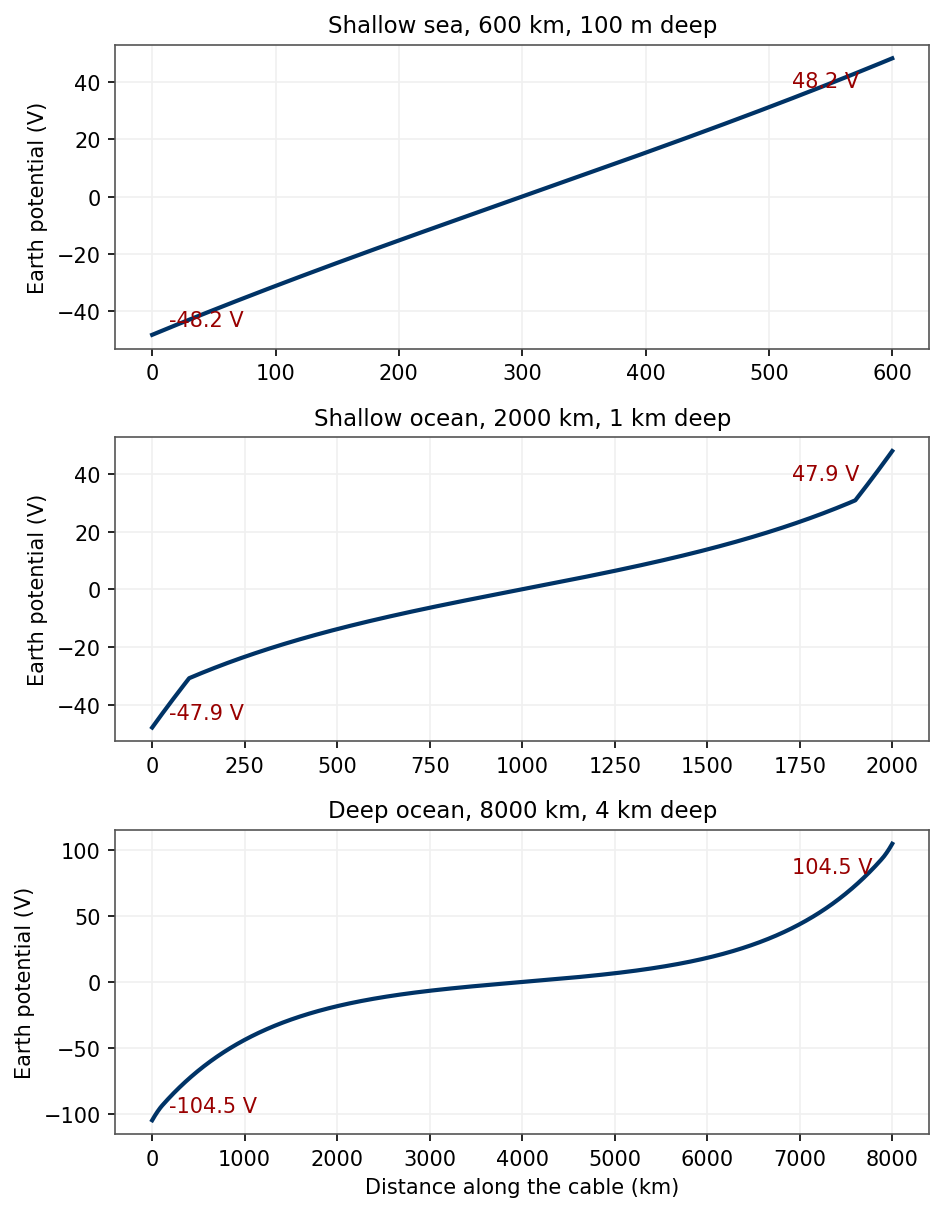 Shallow sea, 600 km, 100 m deep
Earth potential (V)
40
20
0
−20
−40
48.2 V
-48.2 V
0 100 200 300 400 500 600
Shallow ocean, 2000 km, 1 km deep
Earth potential (V)
40
20
0
−20
−40
47.9 V
-47.9 V
0 250 500 750 1000 1250 1500 1750 2000
Deep ocean, 8000 km, 4 km deep
Earth potential (V)
100
50
0
−50
−100
104.5 V
-104.5 V
0 1000 2000 3000 4000 5000 6000 7000 8000
Distance along the cable (km)